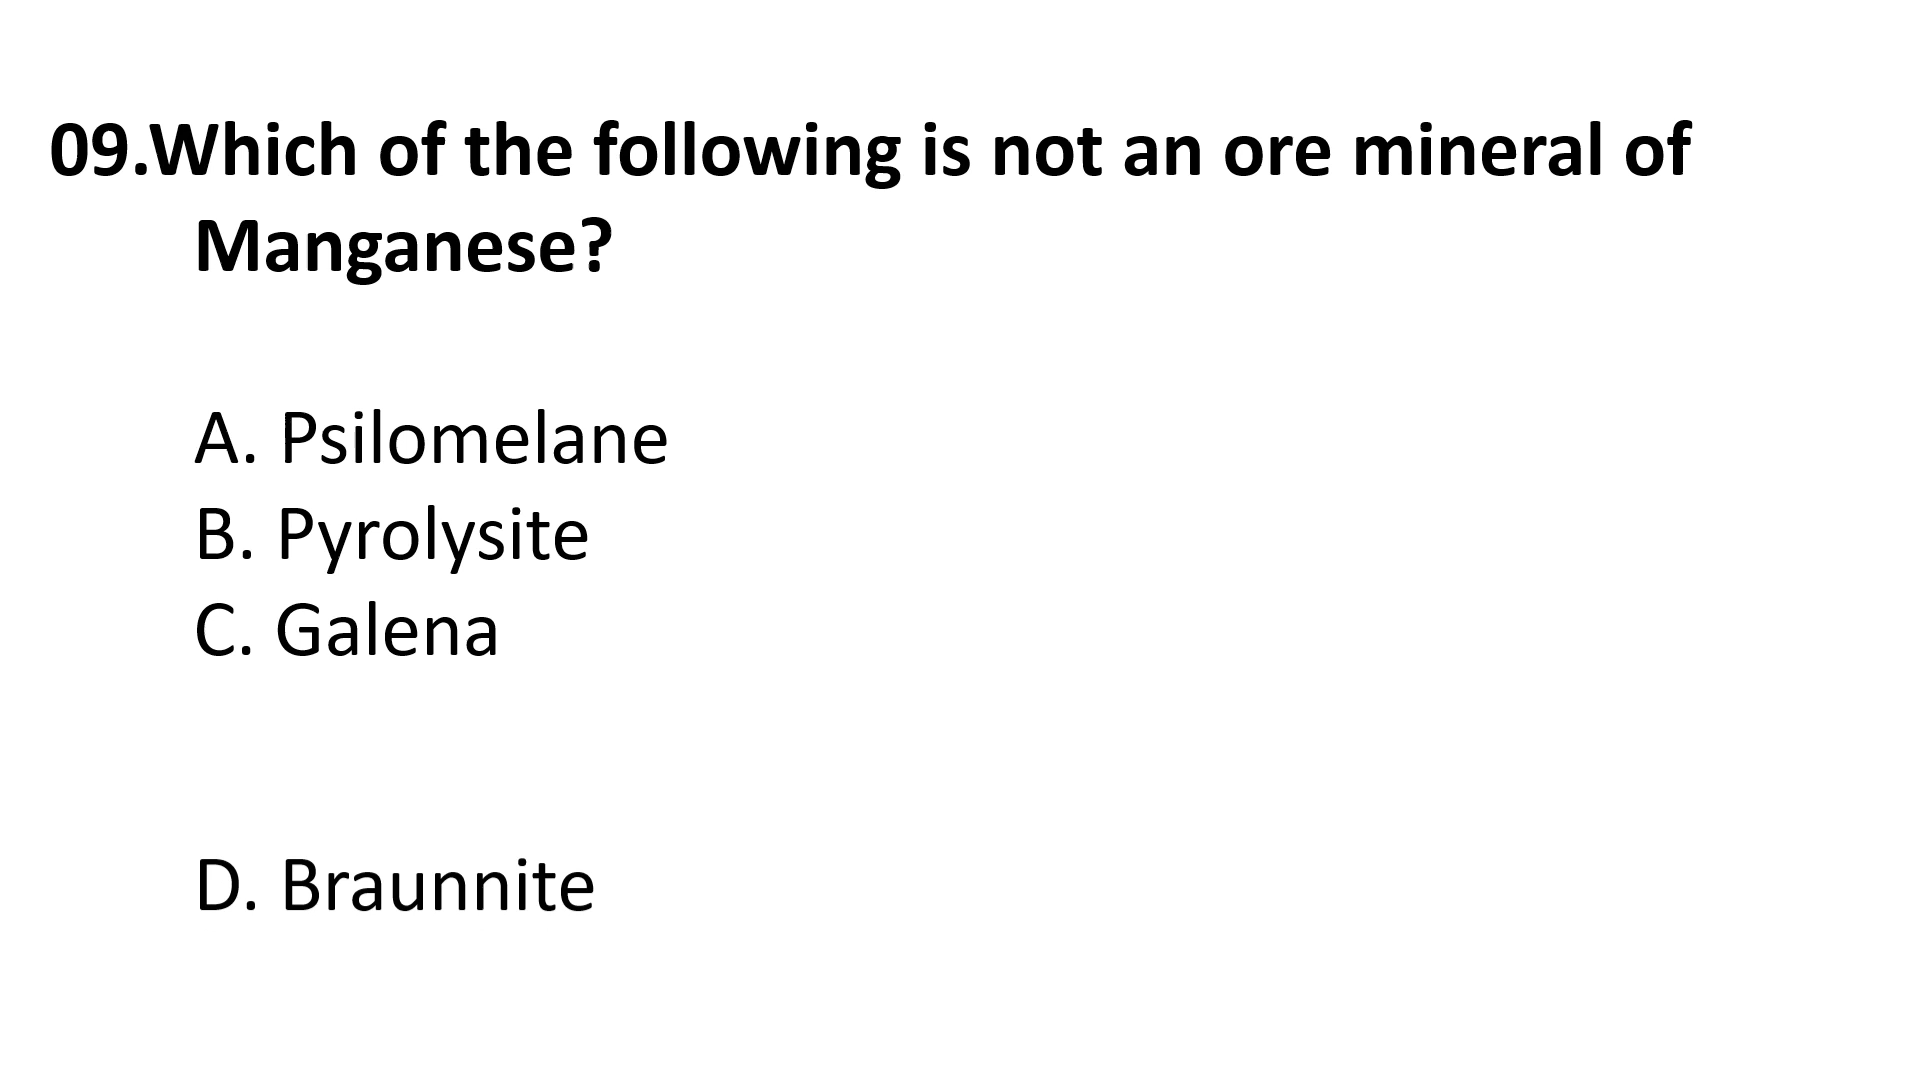 09.Which of the following is not an ore mineral of
Manganese?
A. Psilomelane
B. Pyrolysite
C. Galena
D. Braunnite